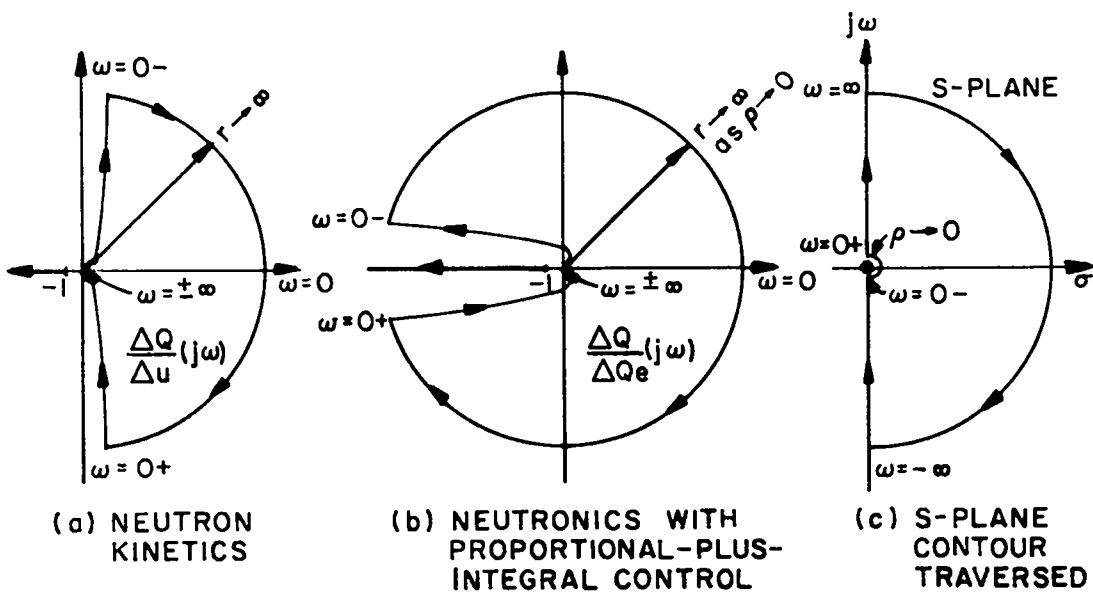 ω=0-
r→∞
-1
ω=±∞
ω=0
ΔQ/Δu(jω)
ω=0+
(a) NEUTRON
KINETICS
r→∞
as ρ→0
ω=0-
-1
ω=±∞
ω=0
ω=0+
ΔQ/ΔQe(jω)
(b) NEUTRONICS WITH
PROPORTIONAL-PLUS-
INTEGRAL CONTROL
jω
ω=∞
S-PLANE
ω=0+
ρ→0
σ
ω=0-
ω=-∞
(c) S-PLANE
CONTOUR
TRAVERSED